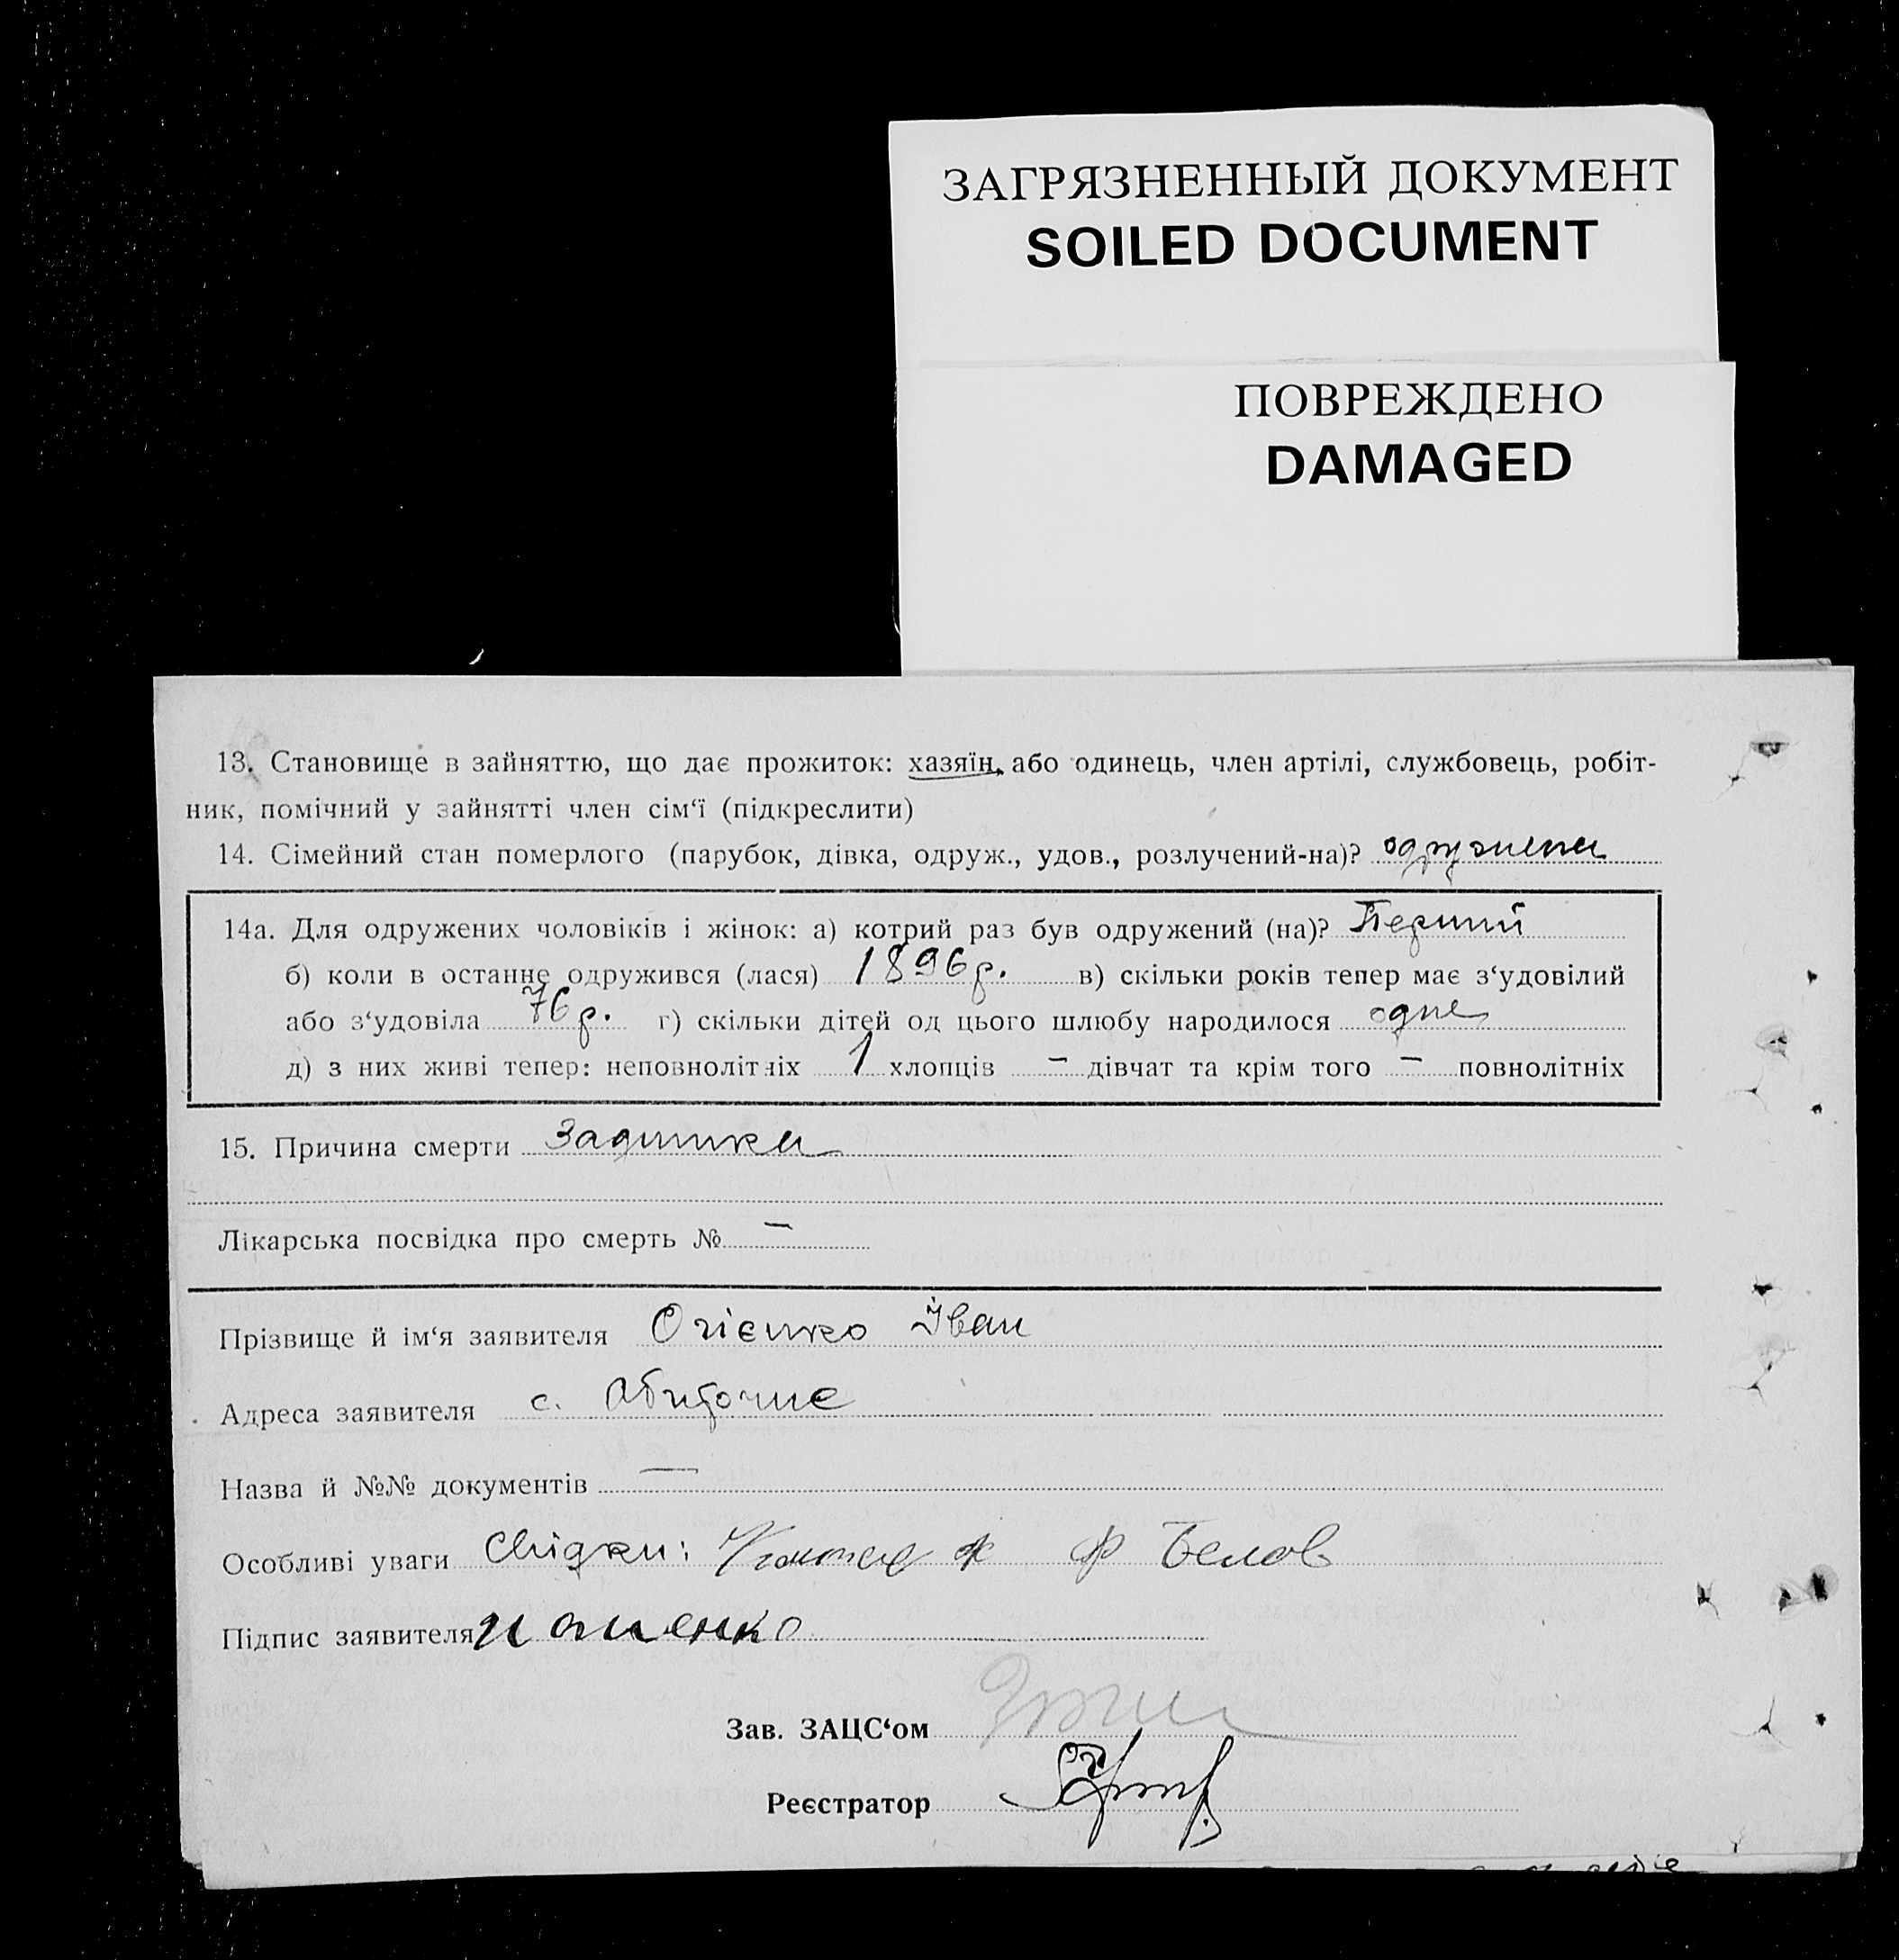 ЗАГРЯЗНЕННЫЙ ДОКУМЕНТ
SOILED DOCUMENT
ПОВРЕЖДЕНО
DAMAGED
13. Становище в зайняттю, що дає прожиток: хазяїн, або одинець, член артілі, службовець, робіт-
ник, помічний у зайнятті член сім‘ї (підкреслити)
14. Сімейний стан померлого (парубок, дівка, одруж., удов., розлучений-на)? одружена
14а. Для одружених чоловіків і жінок: а) котрий раз був одружений (на)? Перший
б) коли в останнє одружився (лася) 1896 р. в) скільки років тепер має з‘удовілий
або з‘удовіла 76 р. г) скільки дітей од цього шлюбу народилося одне
д) з них живі тепер: неповнолітніх 1 хлопців – дівчат та крім того – повнолітніх
15. Причина смерти Задишка
Лікарська посвідка про смерть № –
Прізвище й ім‘я заявителя Огієнко Іван
Адреса заявителя с. Обиточне
Назва й №№ документів —
Особливі уваги Свідки: Ф Белов
Підпис заявителя
Зав. ЗАЦС‘ом
Реєстратор